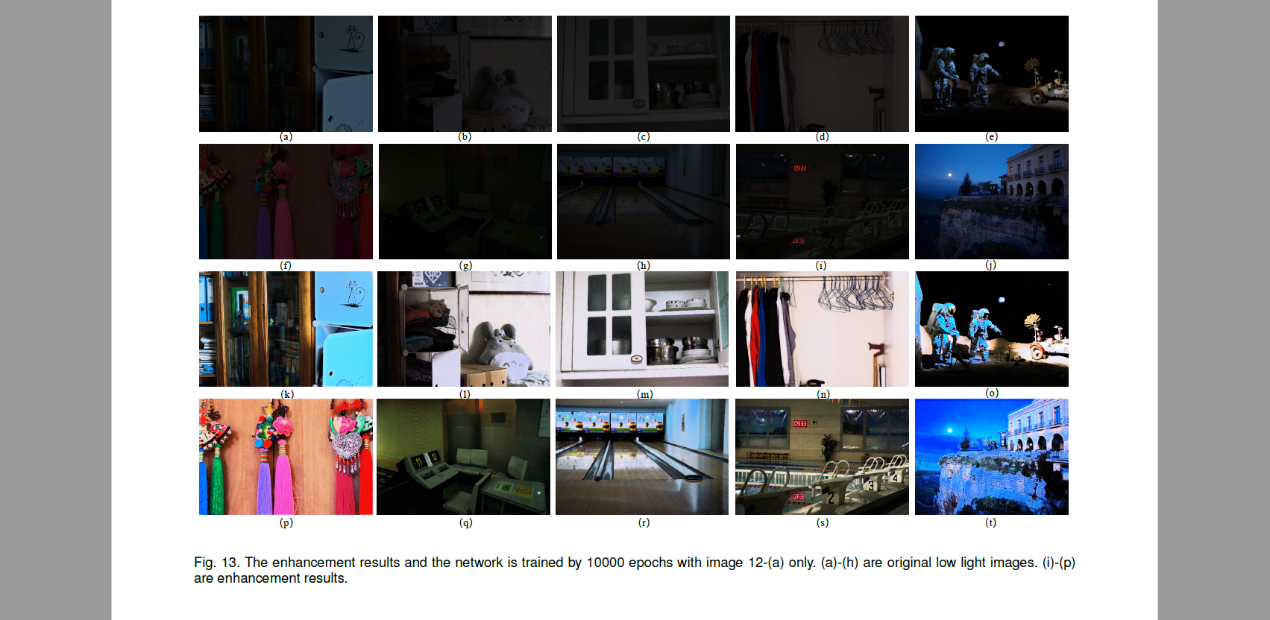 (a) (b) (c) (d) (e)
(f) (g) (h) (i) (j)
(k) (l) (m) (n) (o)
(p) (q) (r) (s) (t)
Fig. 13. The enhancement results and the network is trained by 10000 epochs with image 12-(a) only. (a)-(h) are original low light images. (i)-(p)
are enhancement results.